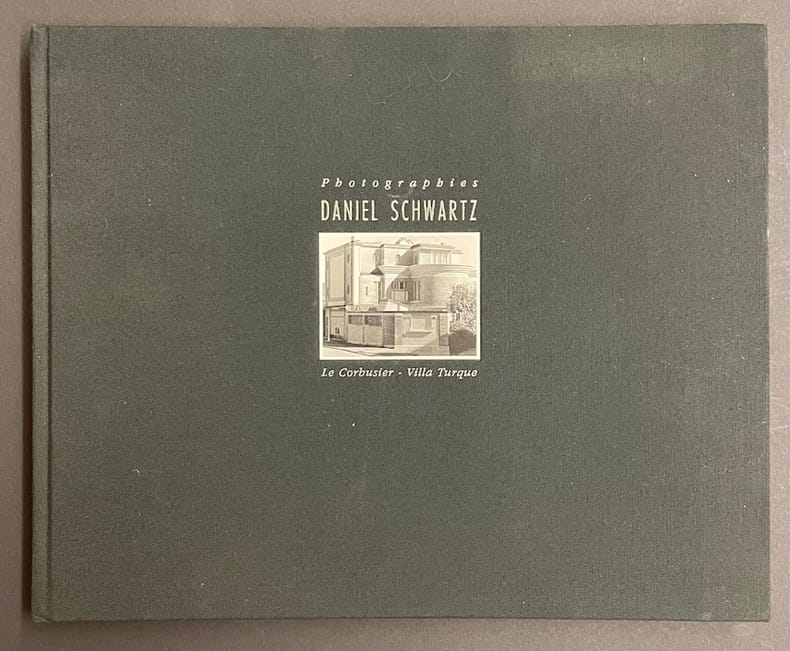 Photographies
DANIEL SCHWARTZ
Le Corbusier - Villa Turque